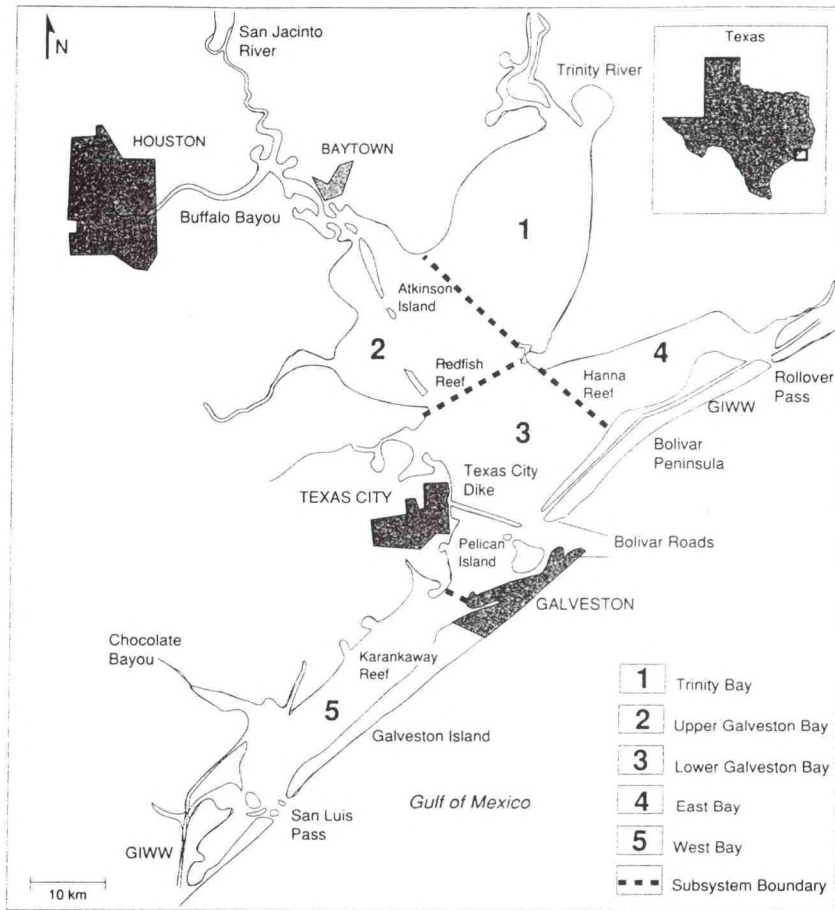 N
San Jacinto
River
Trinity River
Texas
HOUSTON
BAYTOWN
Buffalo Bayou
1
Atkinson
Island
2
Redfish
Reef
Hanna
Reef
4
Rollover
Pass
GIWW
3
Bolivar
Peninsula
Texas City
Dike
TEXAS CITY
Pelican
Island
Bolivar Roads
GALVESTON
Chocolate
Bayou
Karankaway
Reef
5
Galveston Island
San Luis
Pass
Gulf of Mexico
GIWW
10 km
1 Trinity Bay
2 Upper Galveston Bay
3 Lower Galveston Bay
4 East Bay
5 West Bay
Subsystem Boundary